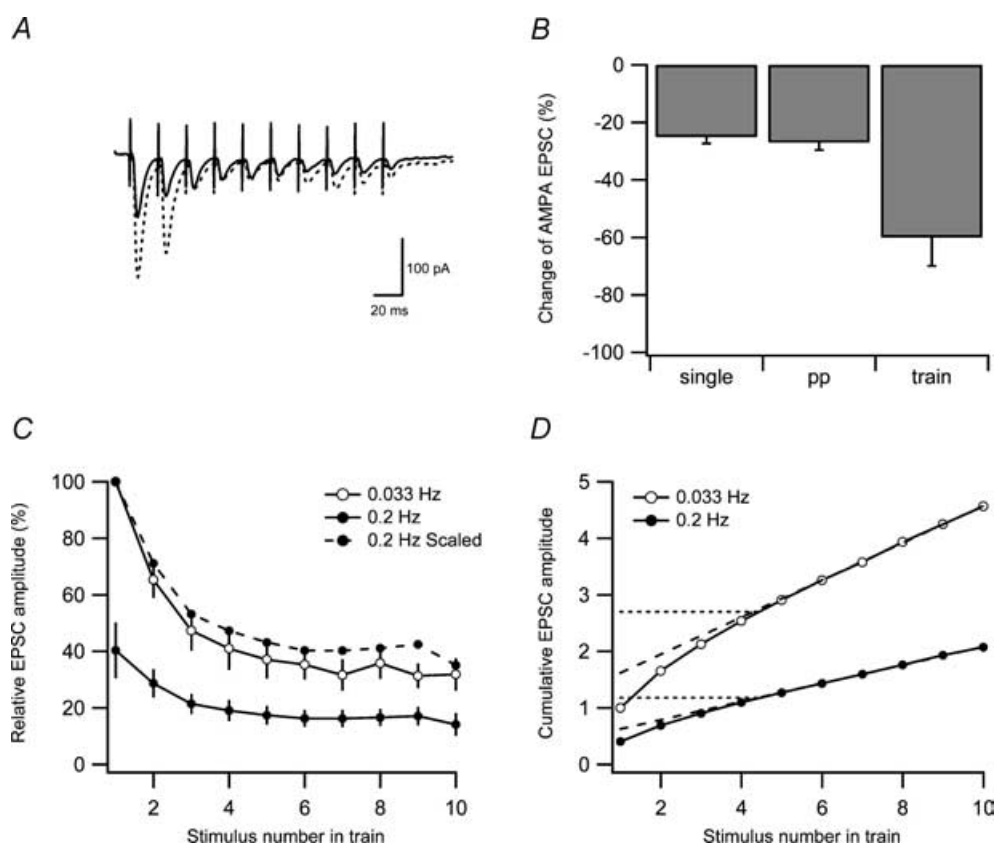 A
100 pA
20 ms
B
Change of AMPA EPSC (%)
0
-20
-40
-60
-80
-100
single
pp
train
C
Relative EPSC amplitude (%)
100
80
60
40
20
0
0.033 Hz
0.2 Hz
0.2 Hz Scaled
2
4
6
8
10
Stimulus number in train
D
Cumulative EPSC amplitude
5
4
3
2
1
0
0.033 Hz
0.2 Hz
2
4
6
8
10
Stimulus number in train